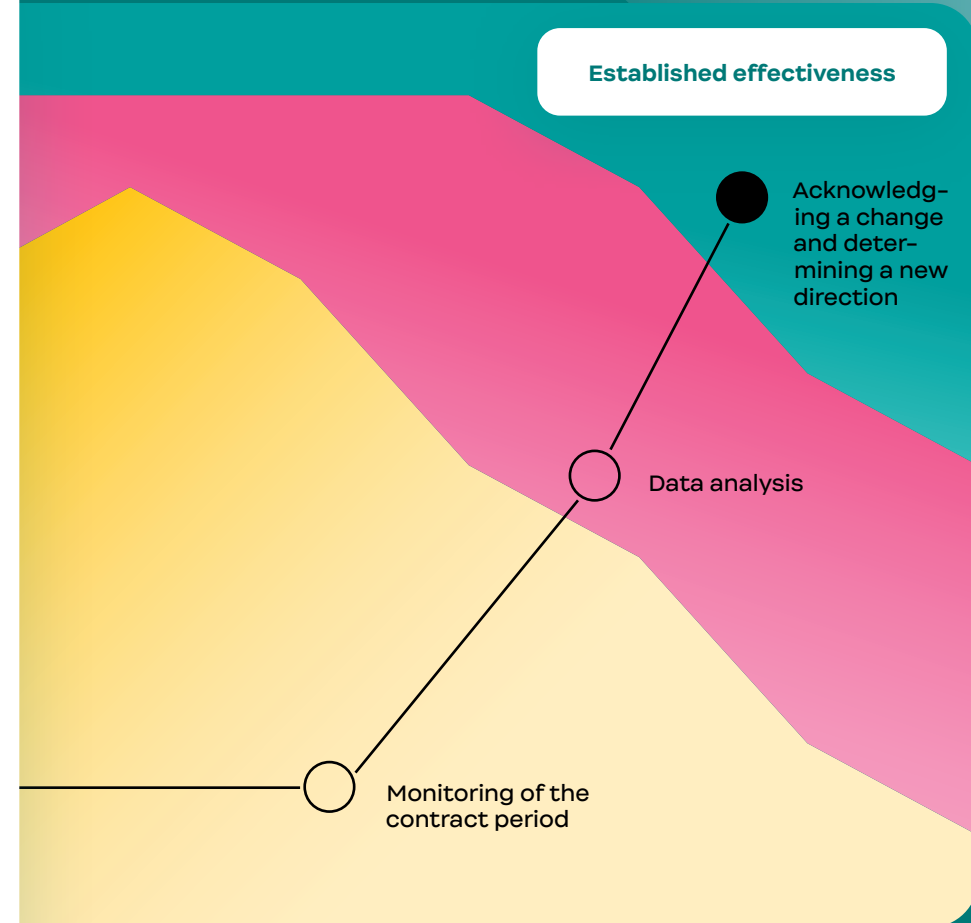 Established effectiveness
Acknowledg-
ing a change
and deter-
mining a new
direction
Data analysis
Monitoring of the
contract period